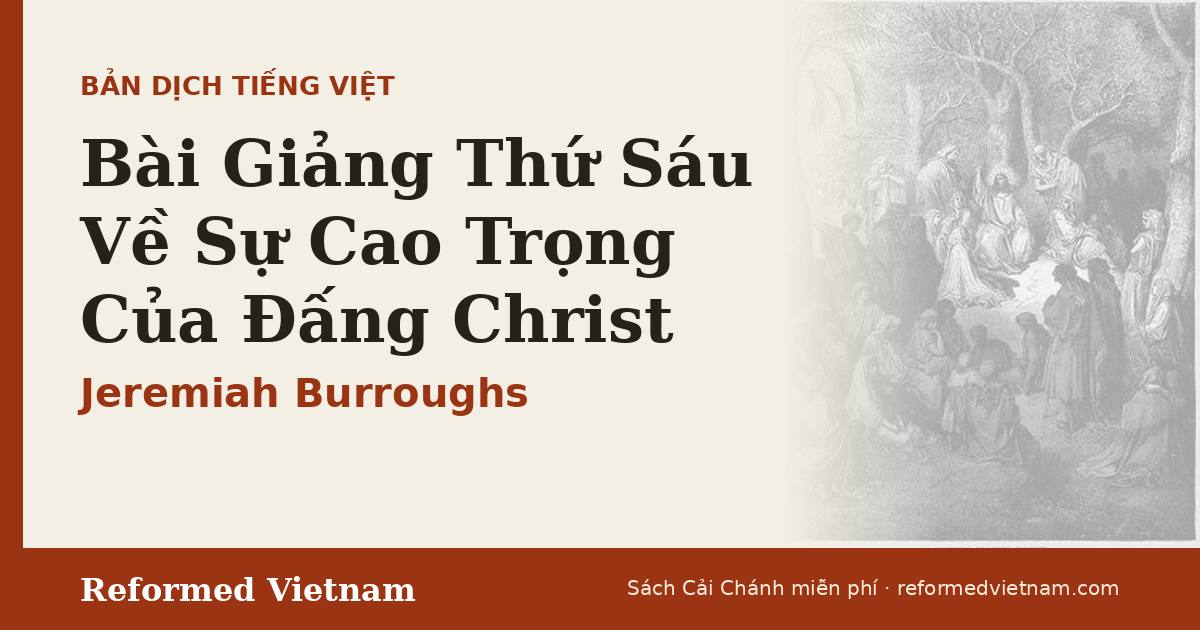 BẢN DỊCH TIẾNG VIỆT
Bài Giảng Thứ Sáu
Về Sự Cao Trọng
Của Đấng Christ
Jeremiah Burroughs
Reformed Vietnam
Sách Cải Chánh miễn phí · reformedvietnam.com